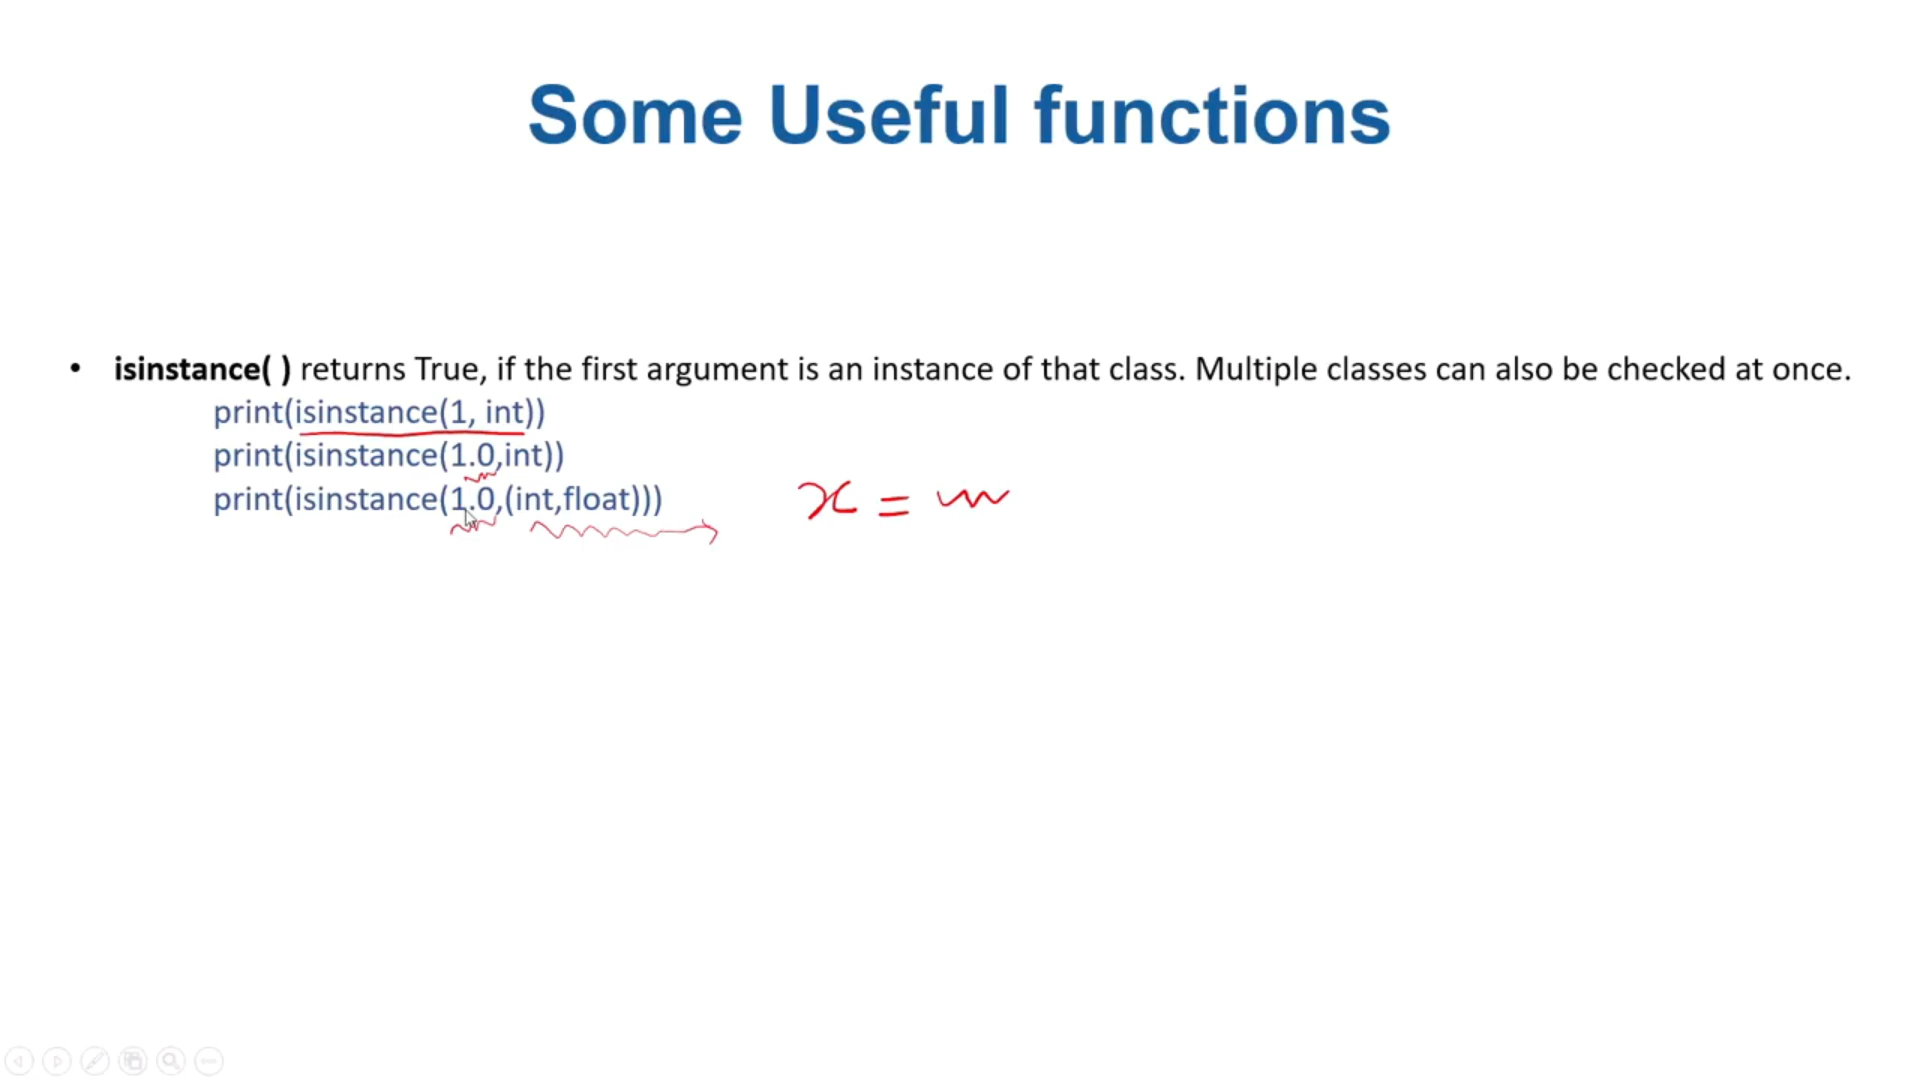 Some Useful functions
• isinstance( ) returns True, if the first argument is an instance of that class. Multiple classes can also be checked at once.
print(isinstance(1, int))
print(isinstance(1.0,int))
print(isinstance(1.0,(int,float)))
x =